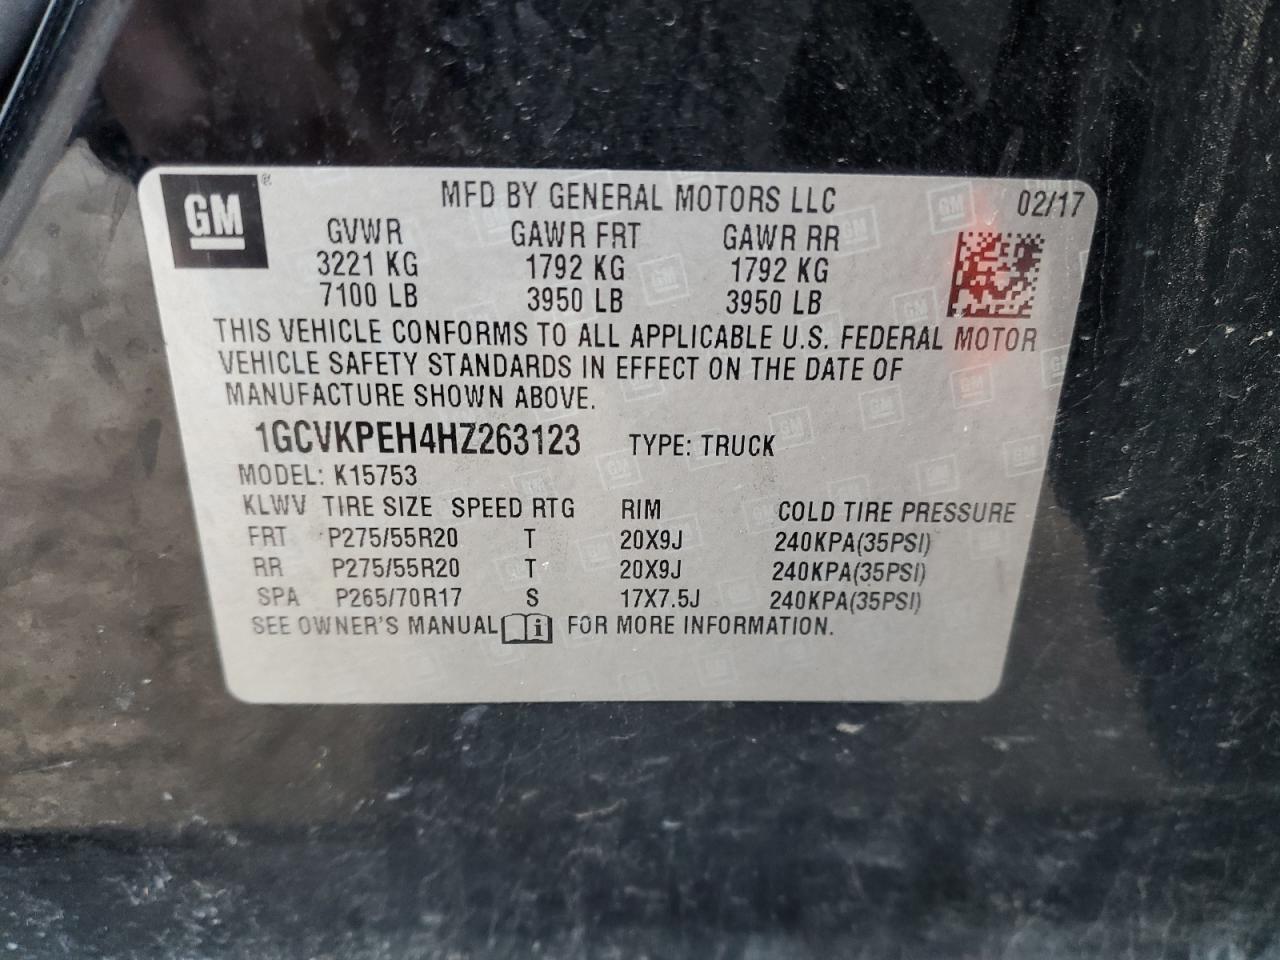 GM®
MFD BY GENERAL MOTORS LLC 02/17
GVWR GAWR FRT GAWR RR
3221 KG 1792 KG 1792 KG
7100 LB 3950 LB 3950 LB
THIS VEHICLE CONFORMS TO ALL APPLICABLE U.S. FEDERAL MOTOR
VEHICLE SAFETY STANDARDS IN EFFECT ON THE DATE OF
MANUFACTURE SHOWN ABOVE.
1GCVKPEH4HZ263123 TYPE: TRUCK
MODEL: K15753
KLWV TIRE SIZE SPEED RTG RIM COLD TIRE PRESSURE
FRT P275/55R20 T 20X9J 240KPA(35PSI)
RR P275/55R20 T 20X9J 240KPA(35PSI)
SPA P265/70R17 S 17X7.5J 240KPA(35PSI)
SEE OWNER'S MANUAL i FOR MORE INFORMATION.